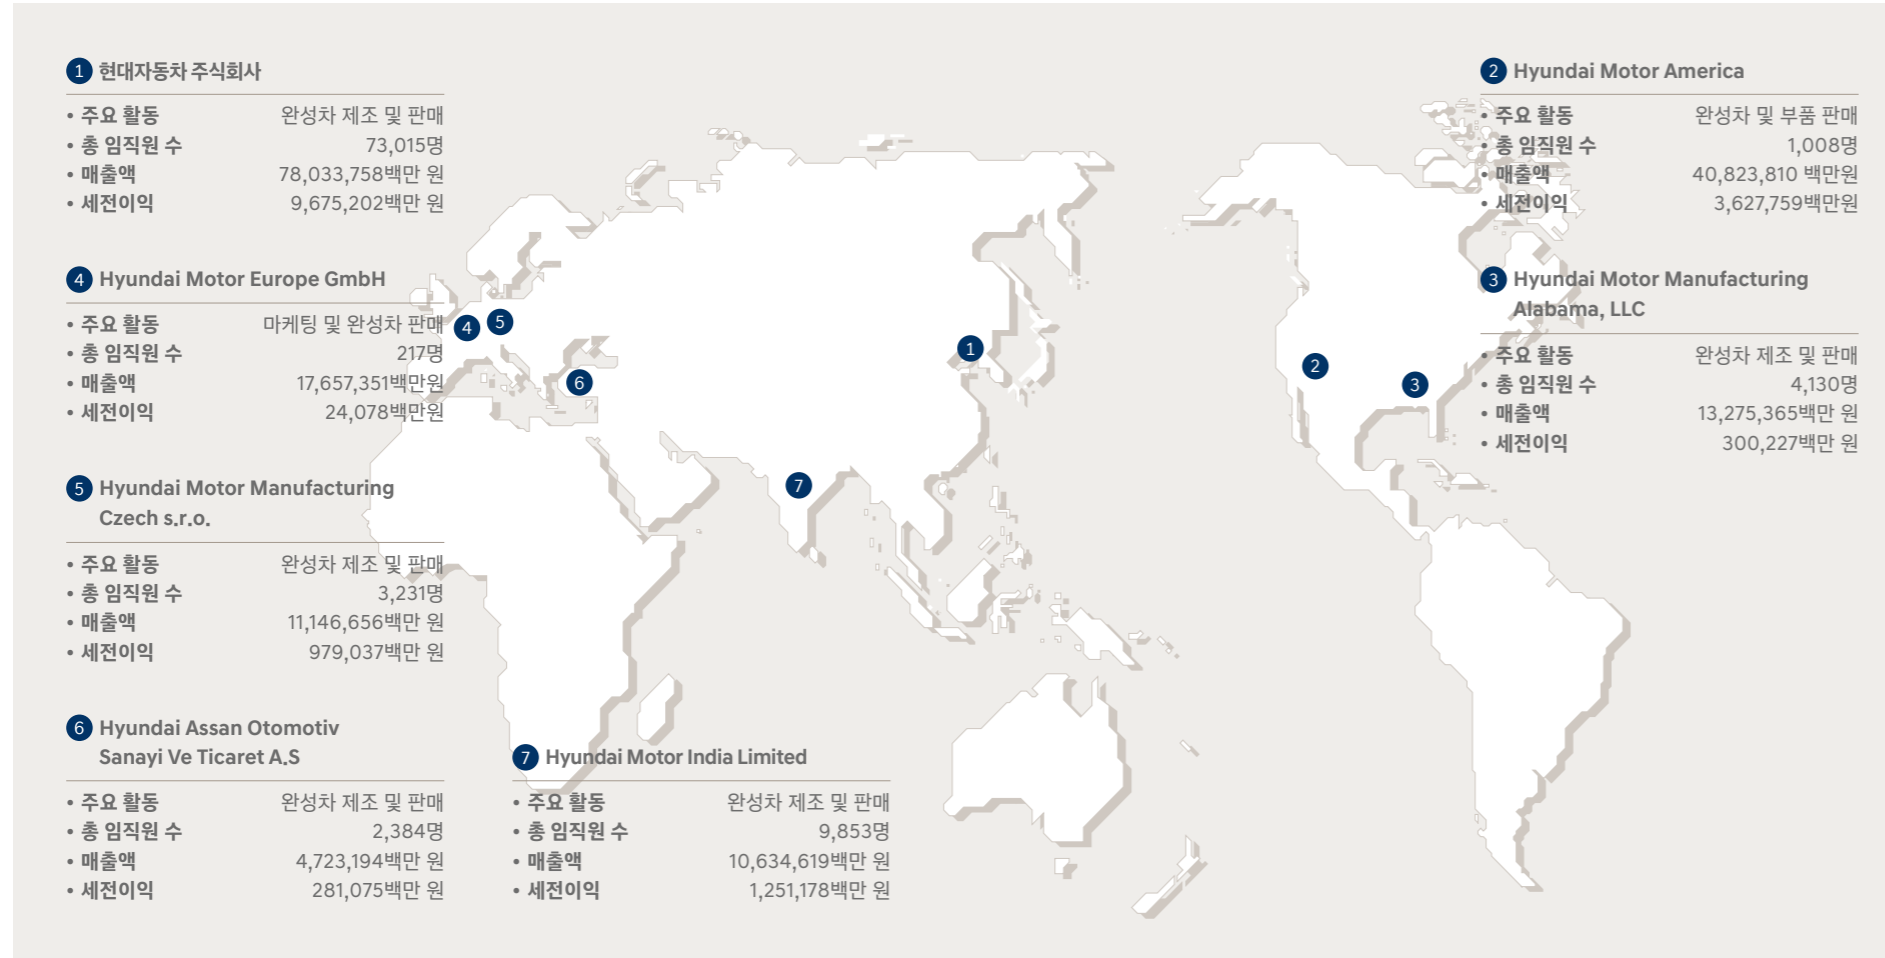 1 현대자동차 주식회사
• 주요 활동 완성차 제조 및 판매
• 총 임직원 수 73,015명
• 매출액 78,033,758백만 원
• 세전이익 9,675,202백만 원
2 Hyundai Motor America
• 주요 활동 완성차 및 부품 판매
• 총 임직원 수 1,008명
• 매출액 40,823,810 백만원
• 세전이익 3,627,759백만원
3 Hyundai Motor Manufacturing
Alabama, LLC
• 주요 활동 완성차 제조 및 판매
• 총 임직원 수 4,130명
• 매출액 13,275,365백만 원
• 세전이익 300,227백만 원
4 Hyundai Motor Europe GmbH
• 주요 활동 마케팅 및 완성차 판매
• 총 임직원 수 217명
• 매출액 17,657,351백만원
• 세전이익 24,078백만원
5 Hyundai Motor Manufacturing
Czech s.r.o.
• 주요 활동 완성차 제조 및 판매
• 총 임직원 수 3,231명
• 매출액 11,146,656백만 원
• 세전이익 979,037백만 원
6 Hyundai Assan Otomotiv
Sanayi Ve Ticaret A.S
• 주요 활동 완성차 제조 및 판매
• 총 임직원 수 2,384명
• 매출액 4,723,194백만 원
• 세전이익 281,075백만 원
7 Hyundai Motor India Limited
• 주요 활동 완성차 제조 및 판매
• 총 임직원 수 9,853명
• 매출액 10,634,619백만 원
• 세전이익 1,251,178백만 원
4
5
6
7
1
2
3